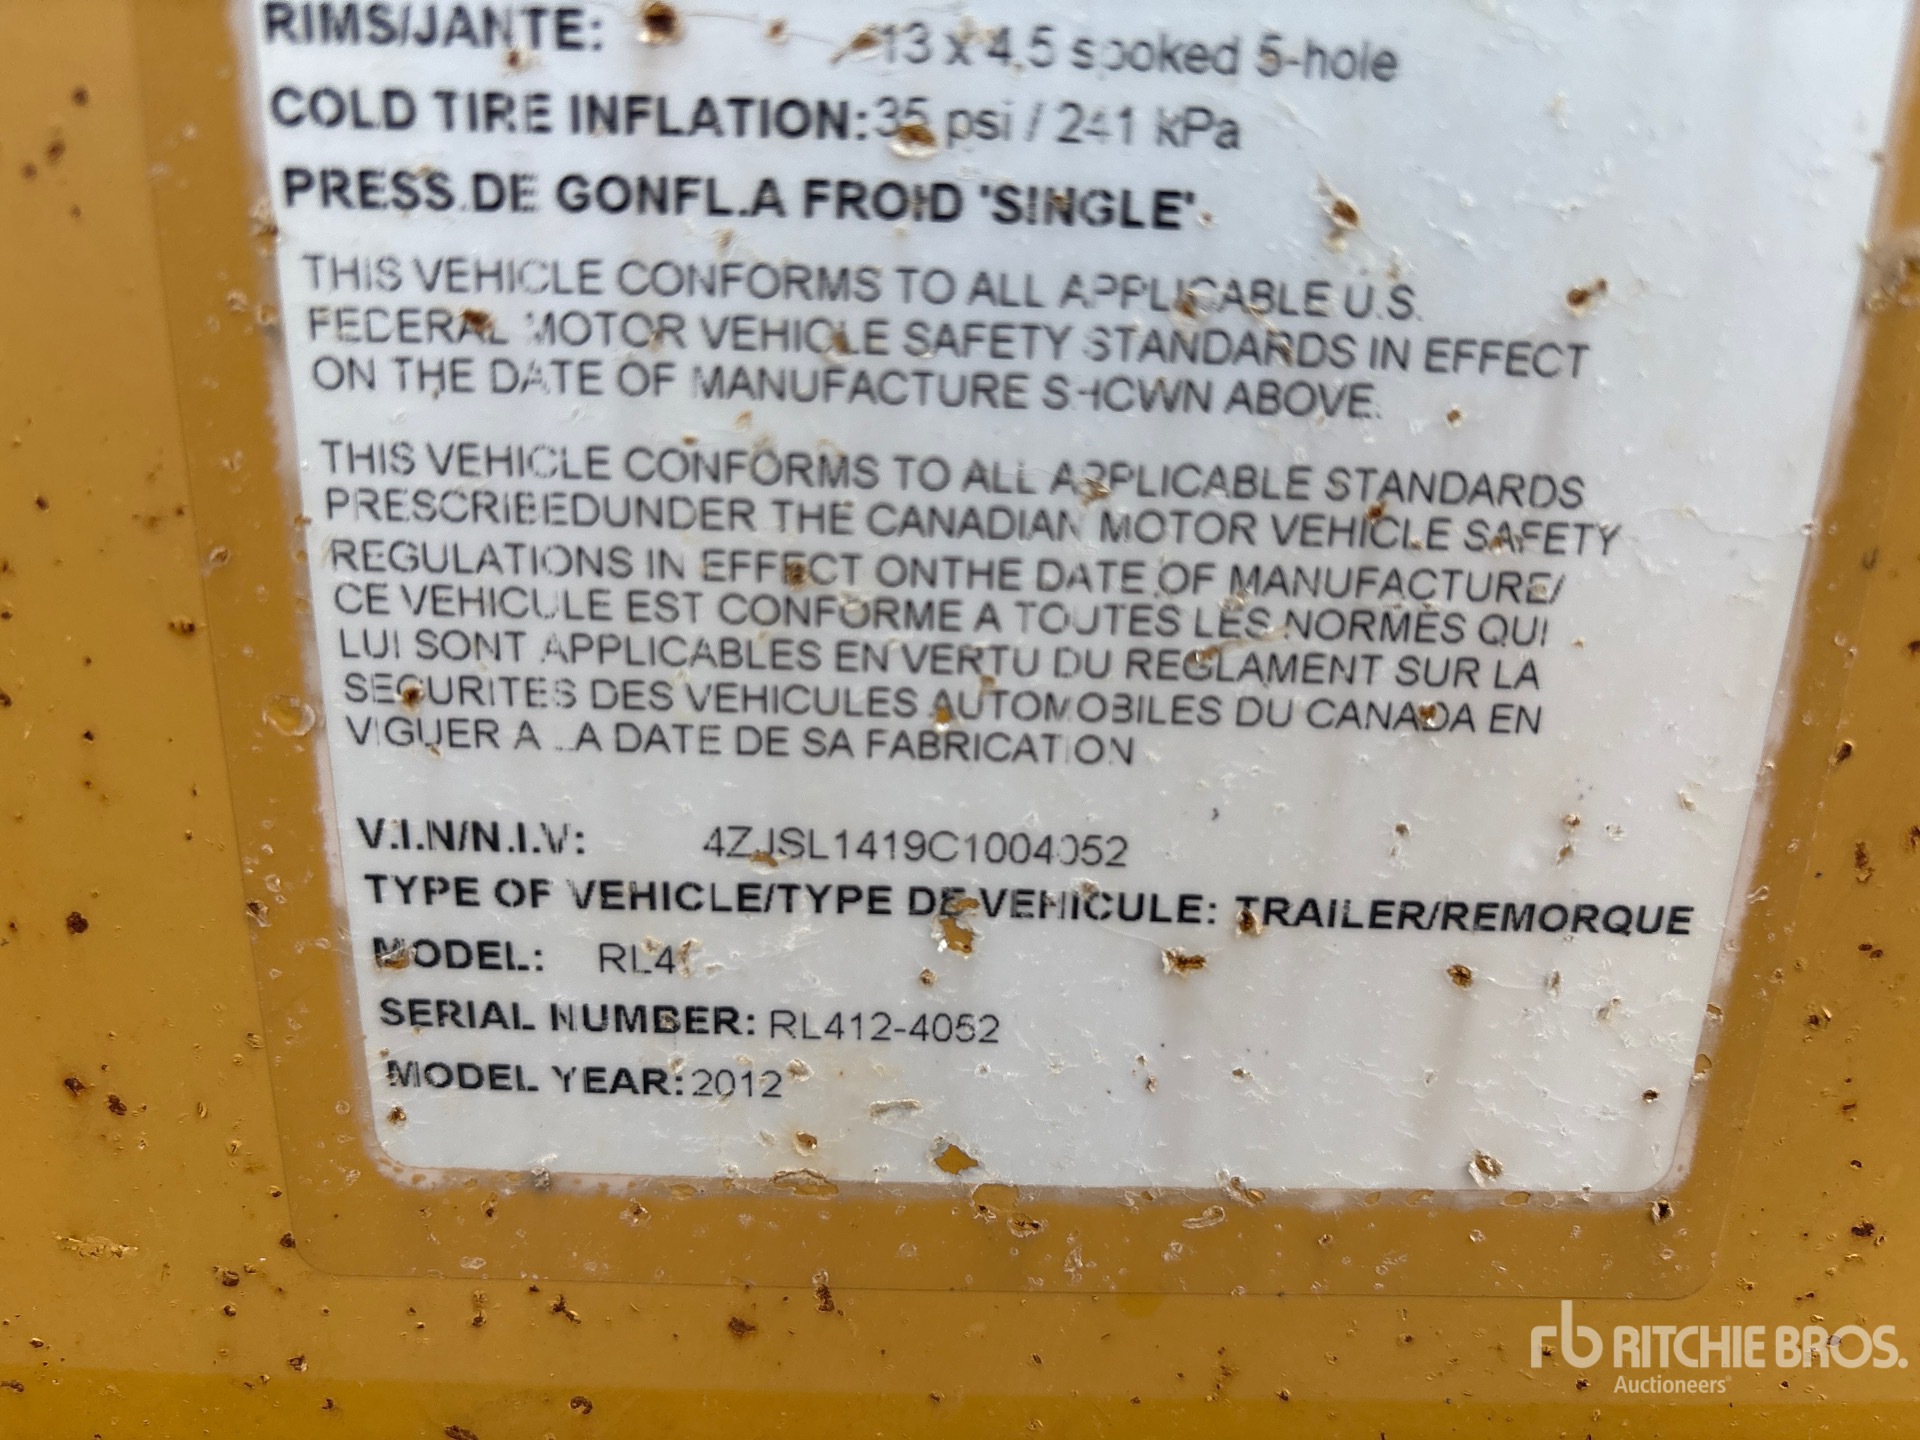 RIMS/JANTE: 13 x 4.5 spoked 5-hole
COLD TIRE INFLATION: 35 psi / 241 kPa
PRESS.DE GONFL.A FROID 'SINGLE'
THIS VEHICLE CONFORMS TO ALL APPLICABLE U.S.
FEDERAL MOTOR VEHICLE SAFETY STANDARDS IN EFFECT
ON THE DATE OF MANUFACTURE SHOWN ABOVE.
THIS VEHICLE CONFORMS TO ALL APPLICABLE STANDARDS
PRESCRIBEDUNDER THE CANADIAN MOTOR VEHICLE SAFETY
REGULATIONS IN EFFECT ONTHE DATE OF MANUFACTURE/
CE VEHICULE EST CONFORME A TOUTES LES NORMES QUI
LUI SONT APPLICABLES EN VERTU DU REGLAMENT SUR LA
SECURITES DES VEHICULES AUTOMOBILES DU CANADA EN
VIGUER A LA DATE DE SA FABRICATION
V.I.N/N.I.V: 4ZJSL1419C1004052
TYPE OF VEHICLE/TYPE DE VEHICULE: TRAILER/REMORQUE
MODEL: RL4
SERIAL NUMBER: RL412-4052
MODEL YEAR: 2012
rb RITCHIE BROS.
Auctioneers